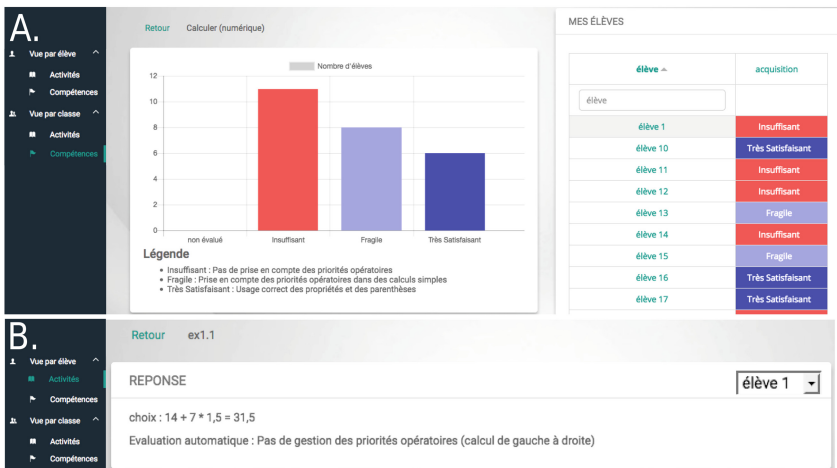 A.
Vue par élève
Activités
Compétences
Vue par classe
Activités
Compétences
Retour Calculer (numérique)
Nombre d'élèves
12
10
8
6
4
2
0
non évalué Insuffisant Fragile Très Satisfaisant
Légende
Insuffisant : Pas de prise en compte des priorités opératoires
Fragile : Prise en compte des priorités opératoires dans des calculs simples
Très Satisfaisant : Usage correct des propriétés et des parenthèses
MES ÉLÈVES
élève acquisition
élève
élève 1 Insuffisant
élève 10 Très Satisfaisant
élève 11 Insuffisant
élève 12 Insuffisant
élève 13 Fragile
élève 14 Insuffisant
élève 15 Fragile
élève 16 Très Satisfaisant
élève 17 Très Satisfaisant
B.
Vue par élève
Activités
Compétences
Vue par classe
Activités
Compétences
Retour ex1.1
REPONSE élève 1
choix : 14 + 7 * 1,5 = 31,5
Evaluation automatique : Pas de gestion des priorités opératoires (calcul de gauche à droite)